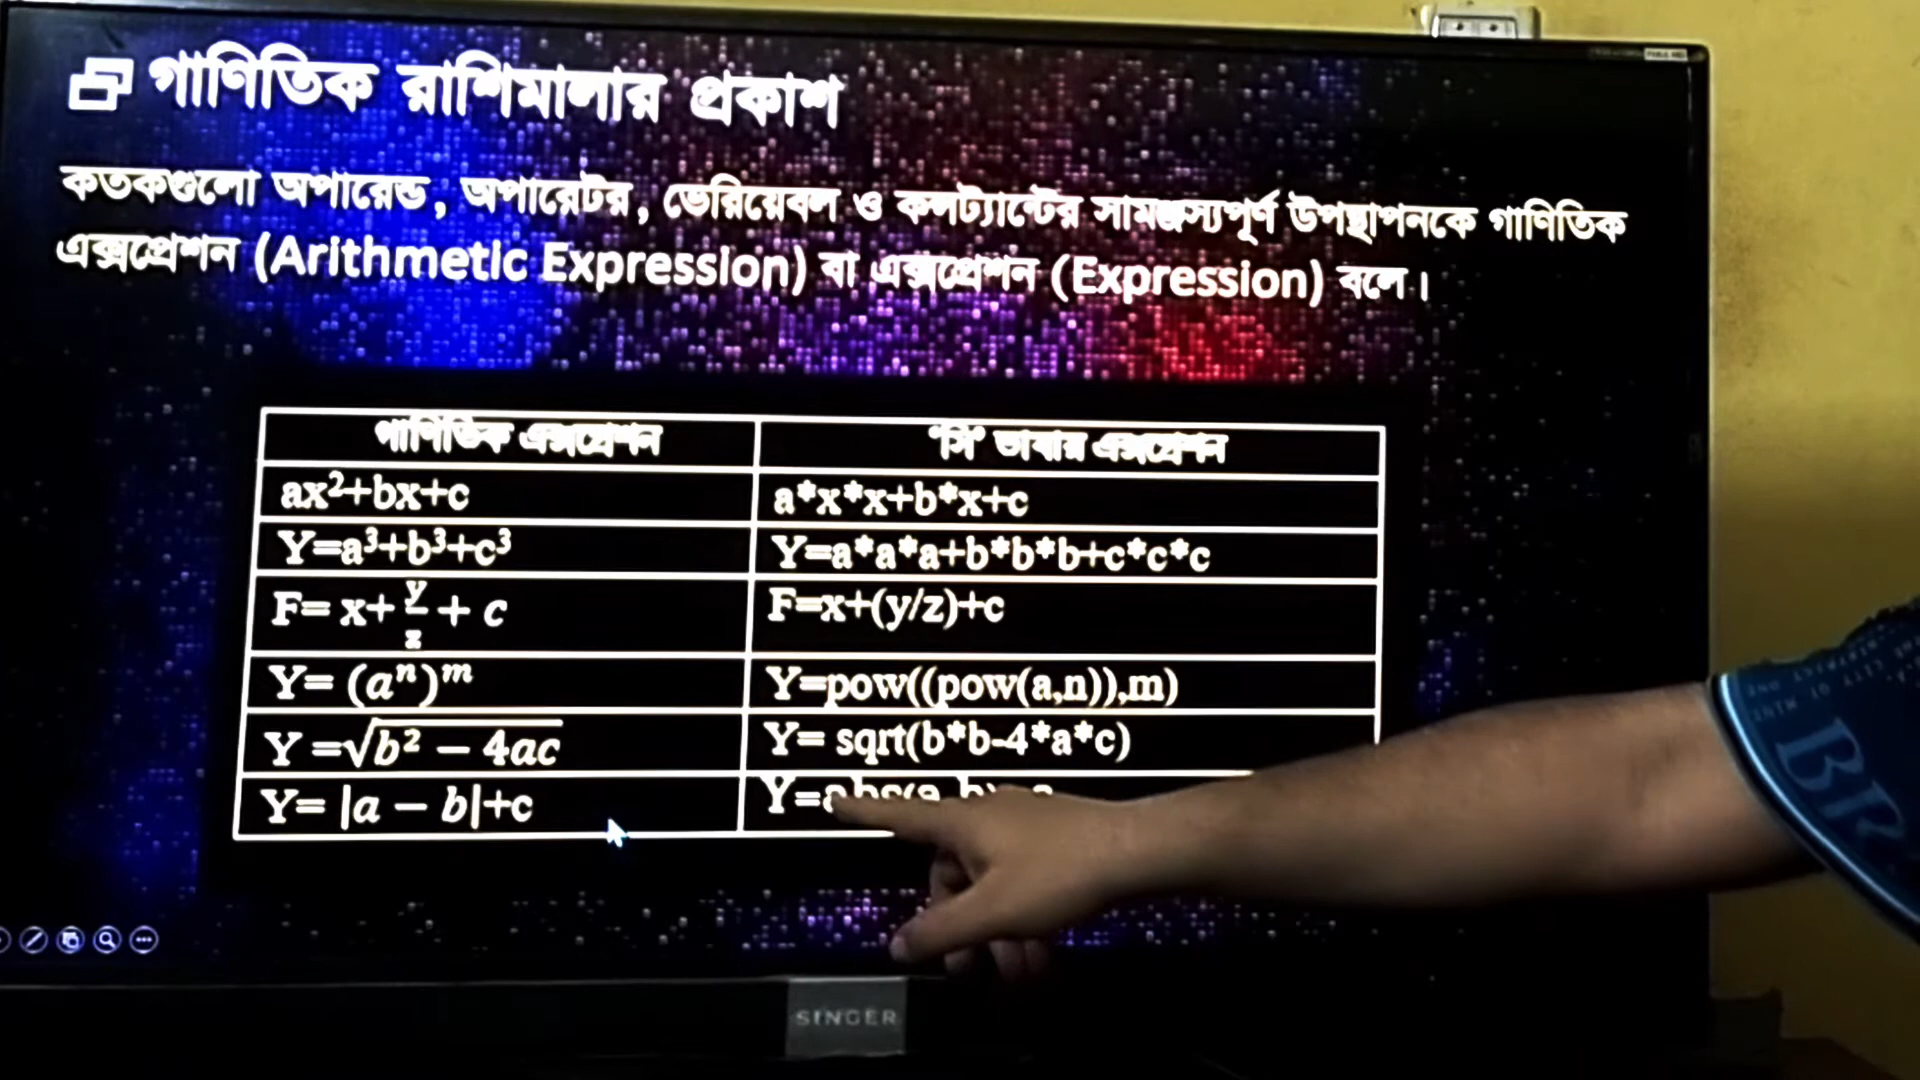 গাণিতিক রাশিমালার প্রকাশ
কতকগুলো অপারেন্ড, অপারেটর, ভেরিয়েবল ও কনট্যান্টের সামঞ্জস্যপূর্ণ উপস্থাপনকে গাণিতিক
এক্সপ্রেশন (Arithmetic Expression) বা এক্সপ্রেশন (Expression) বলে।
গাণিতিক এক্সপ্রেশন 'সি' ভাষার এক্সপ্রেশন
ax²+bx+c a*x*x+b*x+c
Y=a³+b³+c³ Y=a*a*a+b*b*b+c*c*c
F= x+ y/z + c F=x+(y/z)+c
Y= (aⁿ)ᵐ Y=pow((pow(a,n)),m)
Y =√b² − 4ac Y= sqrt(b*b-4*a*c)
Y= |a − b|+c
SINGER
BR